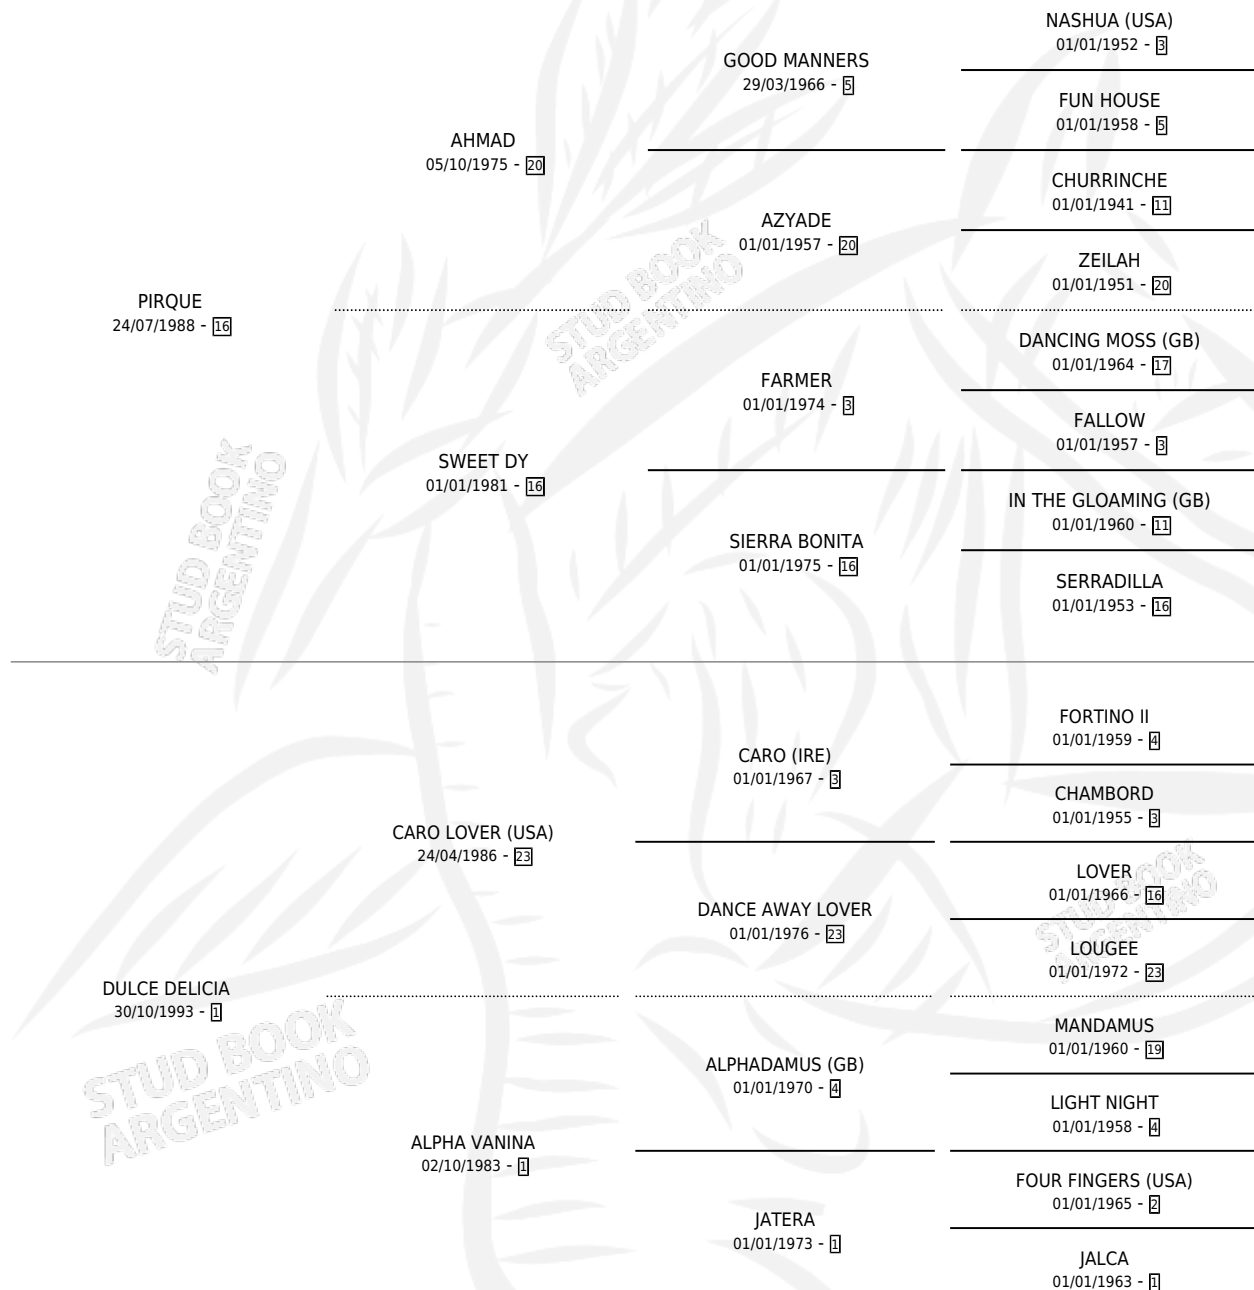 NASHUA (USA)
01/01/1952 - 3
GOOD MANNERS
29/03/1966 - 5
FUN HOUSE
01/01/1958 - 5
AHMAD
05/10/1975 - 20
CHURRINCHE
01/01/1941 - 11
AZYADE
01/01/1957 - 20
ZEILAH
01/01/1951 - 20
PIRQUE
24/07/1988 - 16
STUD BOOK
ARGENTINO
DANCING MOSS (GB)
01/01/1964 - 17
FARMER
01/01/1974 - 3
FALLOW
01/01/1957 - 3
SWEET DY
01/01/1981 - 16
IN THE GLOAMING (GB)
01/01/1960 - 11
SIERRA BONITA
01/01/1975 - 16
SERRADILLA
01/01/1953 - 16
STUD BOOK
ARGENTINO
FORTINO II
01/01/1959 - 4
CARO (IRE)
01/01/1967 - 3
CHAMBORD
01/01/1955 - 3
CARO LOVER (USA)
24/04/1986 - 23
LOVER
01/01/1966 - 16
DANCE AWAY LOVER
01/01/1976 - 23
LOUGEE
01/01/1972 - 23
STUD BOOK
ARGENTINO
DULCE DELICIA
30/10/1993 - 1
MANDAMUS
01/01/1960 - 19
ALPHADAMUS (GB)
01/01/1970 - 4
LIGHT NIGHT
01/01/1958 - 4
STUD BOOK
ARGENTINO
ALPHA VANINA
02/10/1983 - 1
FOUR FINGERS (USA)
01/01/1965 - 2
JATERA
01/01/1973 - 1
JALCA
01/01/1963 - 1